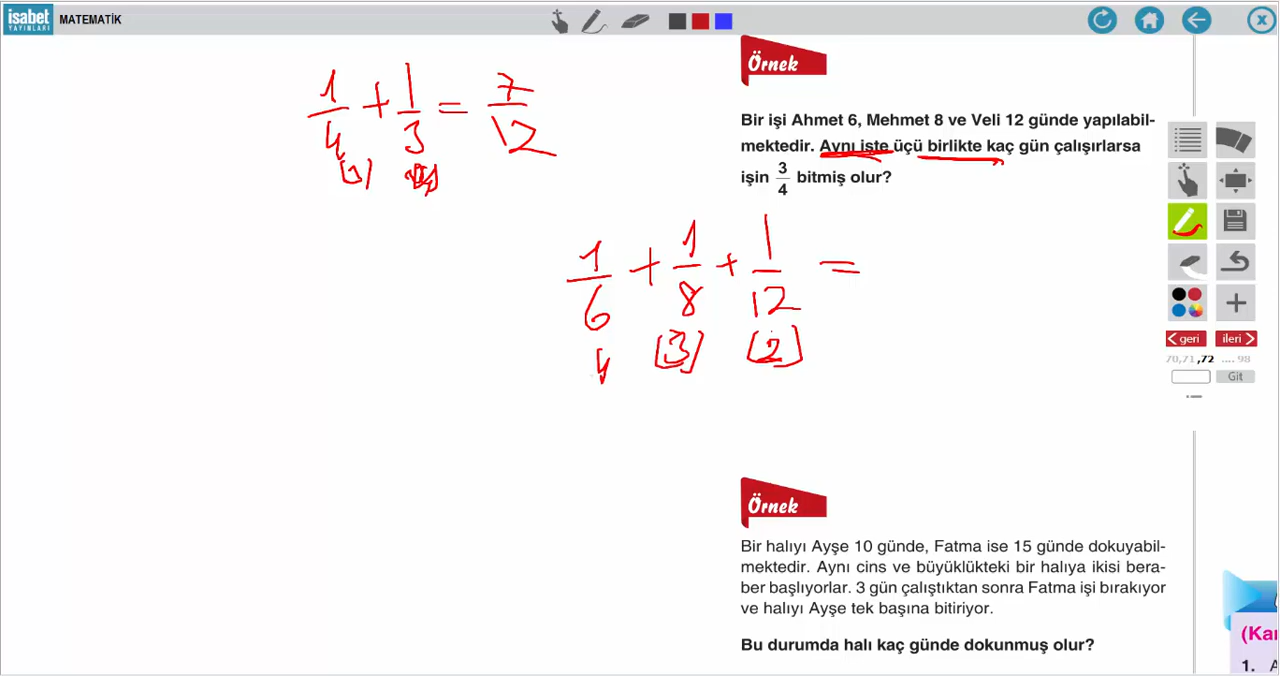 isabet
YAYINLARI
MATEMATİK
1/4 + 1/3 = 7/12
(3)
Örnek
Bir işi Ahmet 6, Mehmet 8 ve Veli 12 günde yapılabil-
mektedir. Aynı işte üçü birlikte kaç gün çalışırlarsa
işin 3/4 bitmiş olur?
1/6 + 1/8 + 1/12 =
4 (3) (2)
geri
ileri
70,71,72 .... 98
Git
Örnek
Bir halıyı Ayşe 10 günde, Fatma ise 15 günde dokuyabil-
mektedir. Aynı cins ve büyüklükteki bir halıya ikisi bera-
ber başlıyorlar. 3 gün çalıştıktan sonra Fatma işi bırakıyor
ve halıyı Ayşe tek başına bitiriyor.
Bu durumda halı kaç günde dokunmuş olur?
(Kar
1. A